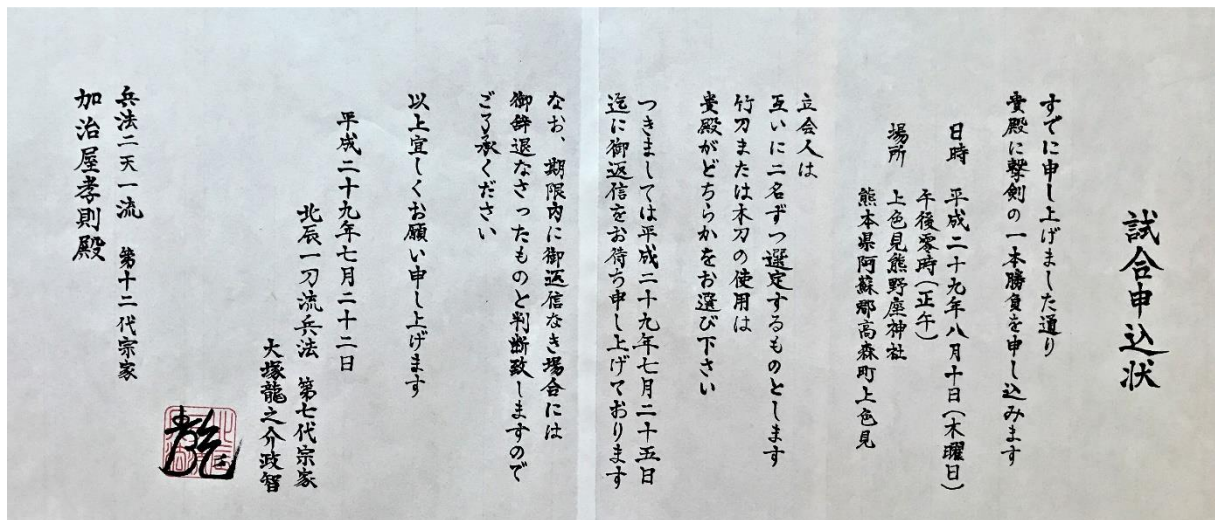 試合申込状
すでに申し上げました通り
貴殿に撃剣の一本勝負を申し込みます
日時 平成二十九年八月十日(木曜日)
午後零時(正午)
場所 上色見熊野座神社
熊本県阿蘇郡高森町上色見
立会人は
互いに二名ずつ選定するものとします
竹刀または木刀の使用は
貴殿がどちらかをお選び下さい
つきましては平成二十九年七月二十五日
迄に御返信をお待ち申し上げております
なお、期限内に御返信なき場合には
御辞退なさったものと判断致しますので
ご了承ください
以上宜しくお願い申し上げます
平成二十九年七月二十二日
北辰一刀流兵法 第七代宗家
大塚龍之介政智
兵法二天一流 第十二代宗家
加治屋孝則殿